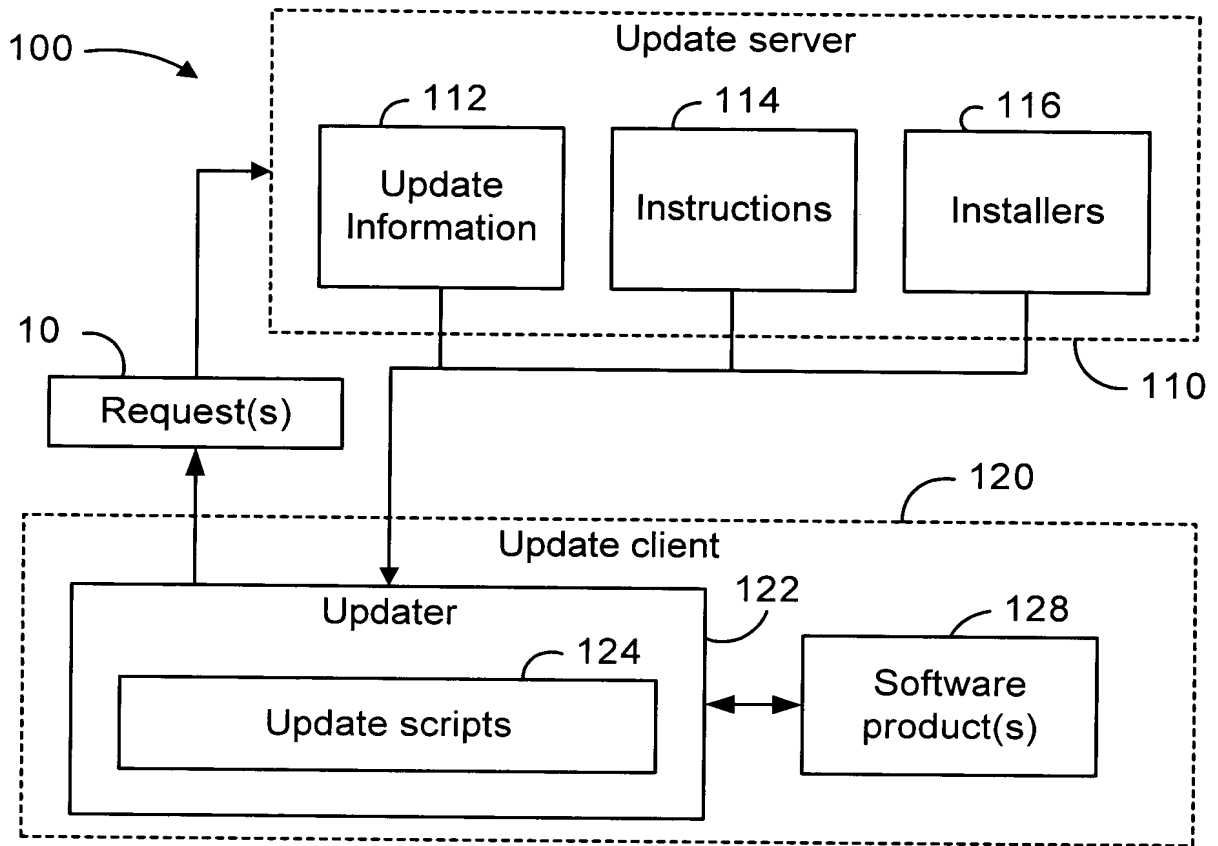 100
Update server
112
114
116
Update
Information
Instructions
Installers
10
110
Request(s)
120
Update client
Updater
122
128
124
Update scripts
Software
product(s)